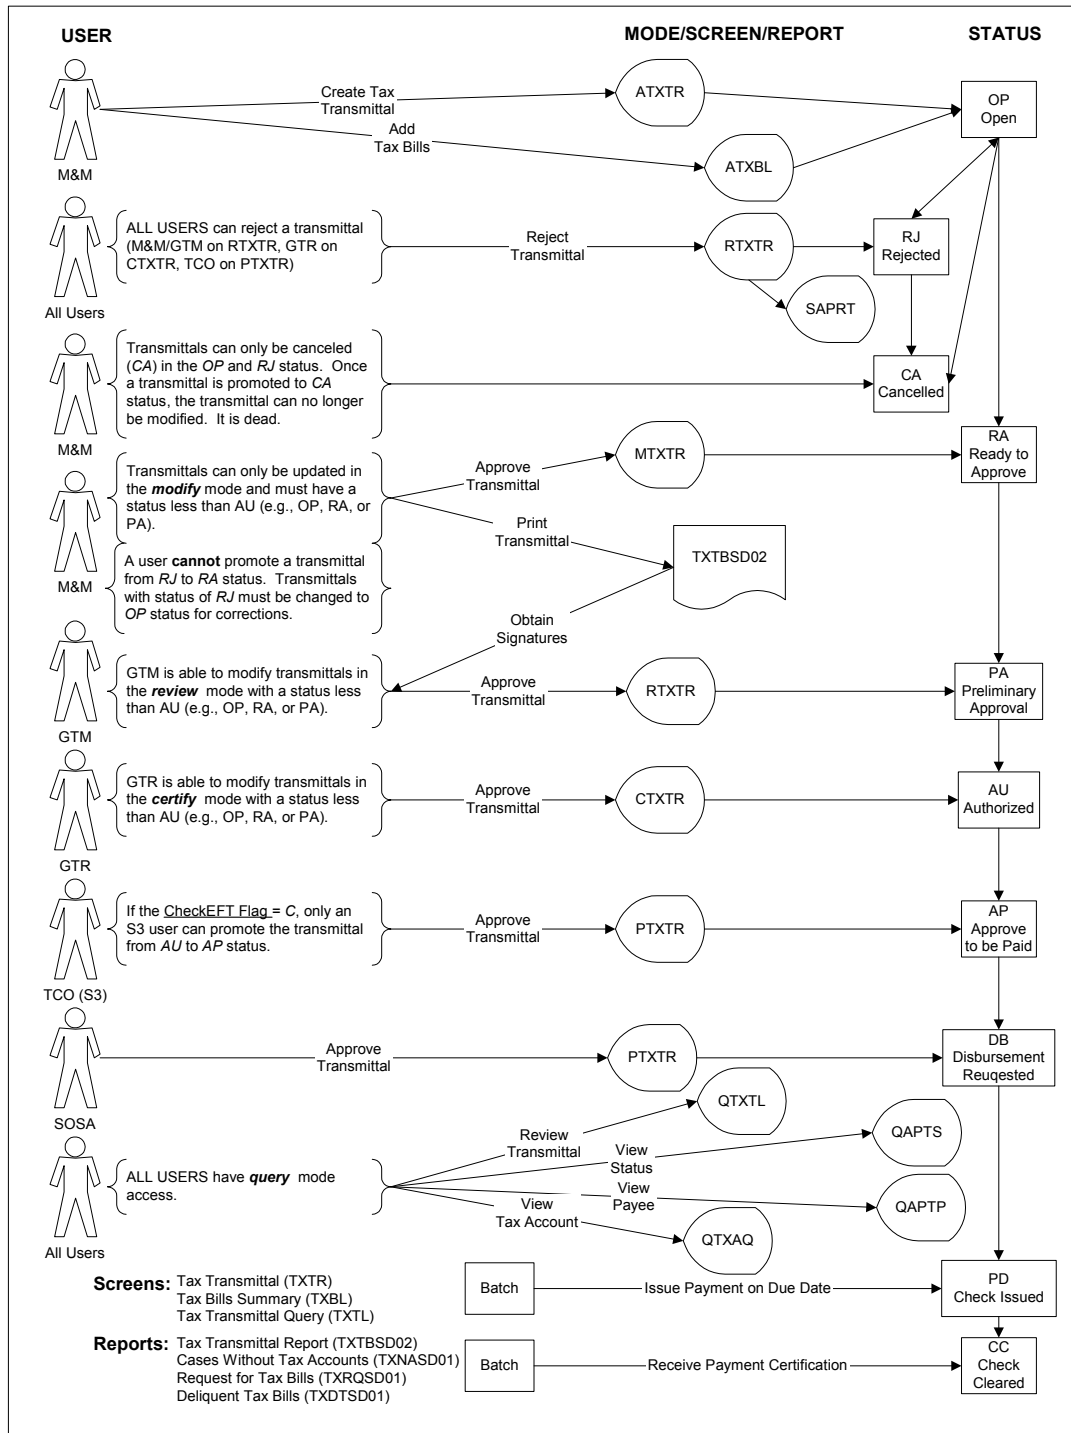 USER
MODE/SCREEN/REPORT
STATUS
Create Tax
Transmittal
ATXTR
OP
Open
Add
Tax Bills
ATXBL
M&M
ALL USERS can reject a transmittal
(M&M/GTM on RTXTR, GTR on
CTXTR, TCO on PTXTR)
Reject
Transmittal
RTXTR
RJ
Rejected
SAPRT
All Users
Transmittals can only be canceled
(CA) in the OP and RJ status. Once
a transmittal is promoted to CA
status, the transmittal can no longer
be modified. It is dead.
CA
Cancelled
M&M
Transmittals can only be updated in
the modify mode and must have a
status less than AU (e.g., OP, RA, or
PA).
Approve
Transmittal
MTXTR
RA
Ready to
Approve
Print
Transmittal
TXTBSD02
M&M
A user cannot promote a transmittal
from RJ to RA status. Transmittals
with status of RJ must be changed to
OP status for corrections.
Obtain
Signatures
GTM is able to modify transmittals in
the review mode with a status less
than AU (e.g., OP, RA, or PA).
Approve
Transmittal
RTXTR
PA
Preliminary
Approval
GTM
GTR is able to modify transmittals in
the certify mode with a status less
than AU (e.g., OP, RA, or PA).
Approve
Transmittal
CTXTR
AU
Authorized
GTR
If the CheckEFT Flag = C, only an
S3 user can promote the transmittal
from AU to AP status.
Approve
Transmittal
PTXTR
AP
Approve
to be Paid
TCO (S3)
Approve
Transmittal
PTXTR
DB
Disbursement
Reuqested
SOSA
ALL USERS have query mode
access.
Review
Transmittal
QTXTL
View
Status
QAPTS
View
Payee
QAPTP
View
Tax Account
QTXAQ
All Users
Screens: Tax Transmittal (TXTR)
Tax Bills Summary (TXBL)
Tax Transmittal Query (TXTL)
Batch
Issue Payment on Due Date
PD
Check Issued
Reports: Tax Transmittal Report (TXTBSD02)
Cases Without Tax Accounts (TXNASD01)
Request for Tax Bills (TXRQSD01)
Deliquent Tax Bills (TXDTSD01)
Batch
Receive Payment Certification
CC
Check
Cleared